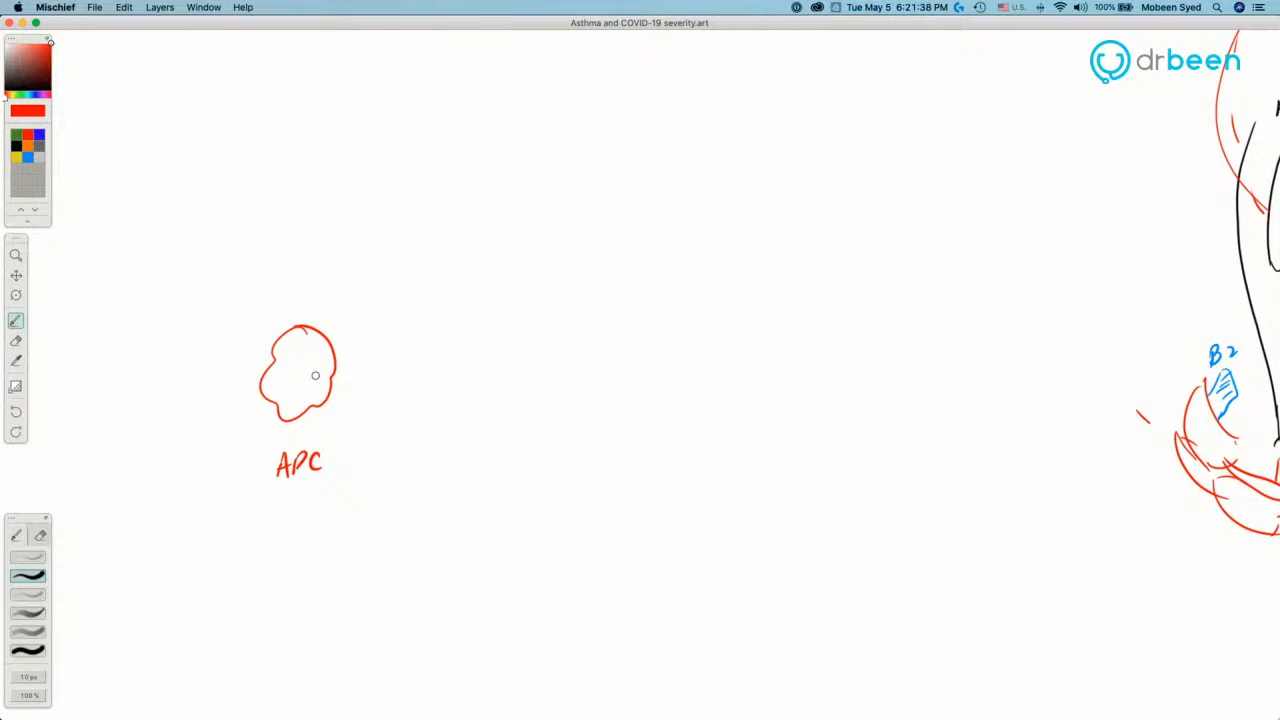 Mischief File Edit Layers Window Help
100% Tue May 5 6:21:38 PM U.S. 100% Mobeen Syed
Asthma and COVID-19 severity.art
drbeen
B2
APC
10 px
100 %